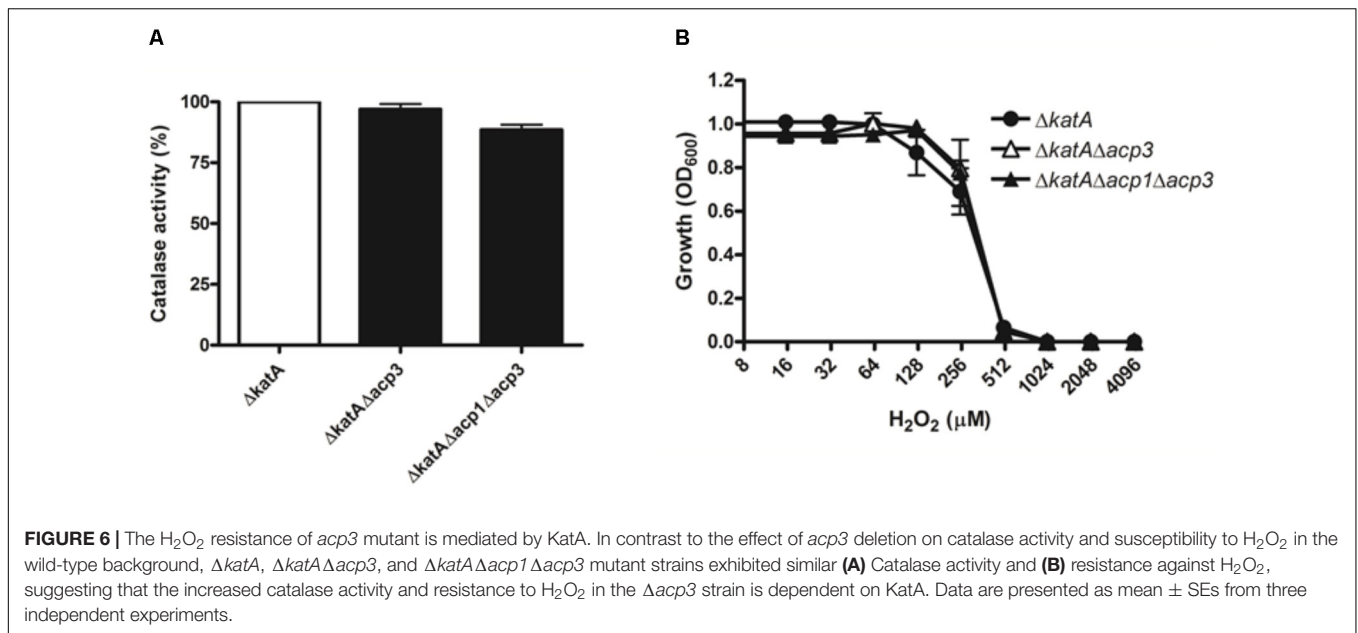 A
Catalase activity (%)
100
75
50
25
0
ΔkatA
ΔkatAΔacp3
ΔkatAΔacp1Δacp3
B
Growth (OD600)
1.2
1.0
0.8
0.6
0.4
0.2
0.0
8 16 32 64 128 256 512 1024 2048 4096
H2O2 (μM)
ΔkatA
ΔkatAΔacp3
ΔkatAΔacp1Δacp3
FIGURE 6 | The H2O2 resistance of acp3 mutant is mediated by KatA. In contrast to the effect of acp3 deletion on catalase activity and susceptibility to H2O2 in the
wild-type background, ΔkatA, ΔkatAΔacp3, and ΔkatAΔacp1Δacp3 mutant strains exhibited similar (A) Catalase activity and (B) resistance against H2O2,
suggesting that the increased catalase activity and resistance to H2O2 in the Δacp3 strain is dependent on KatA. Data are presented as mean ± SEs from three
independent experiments.